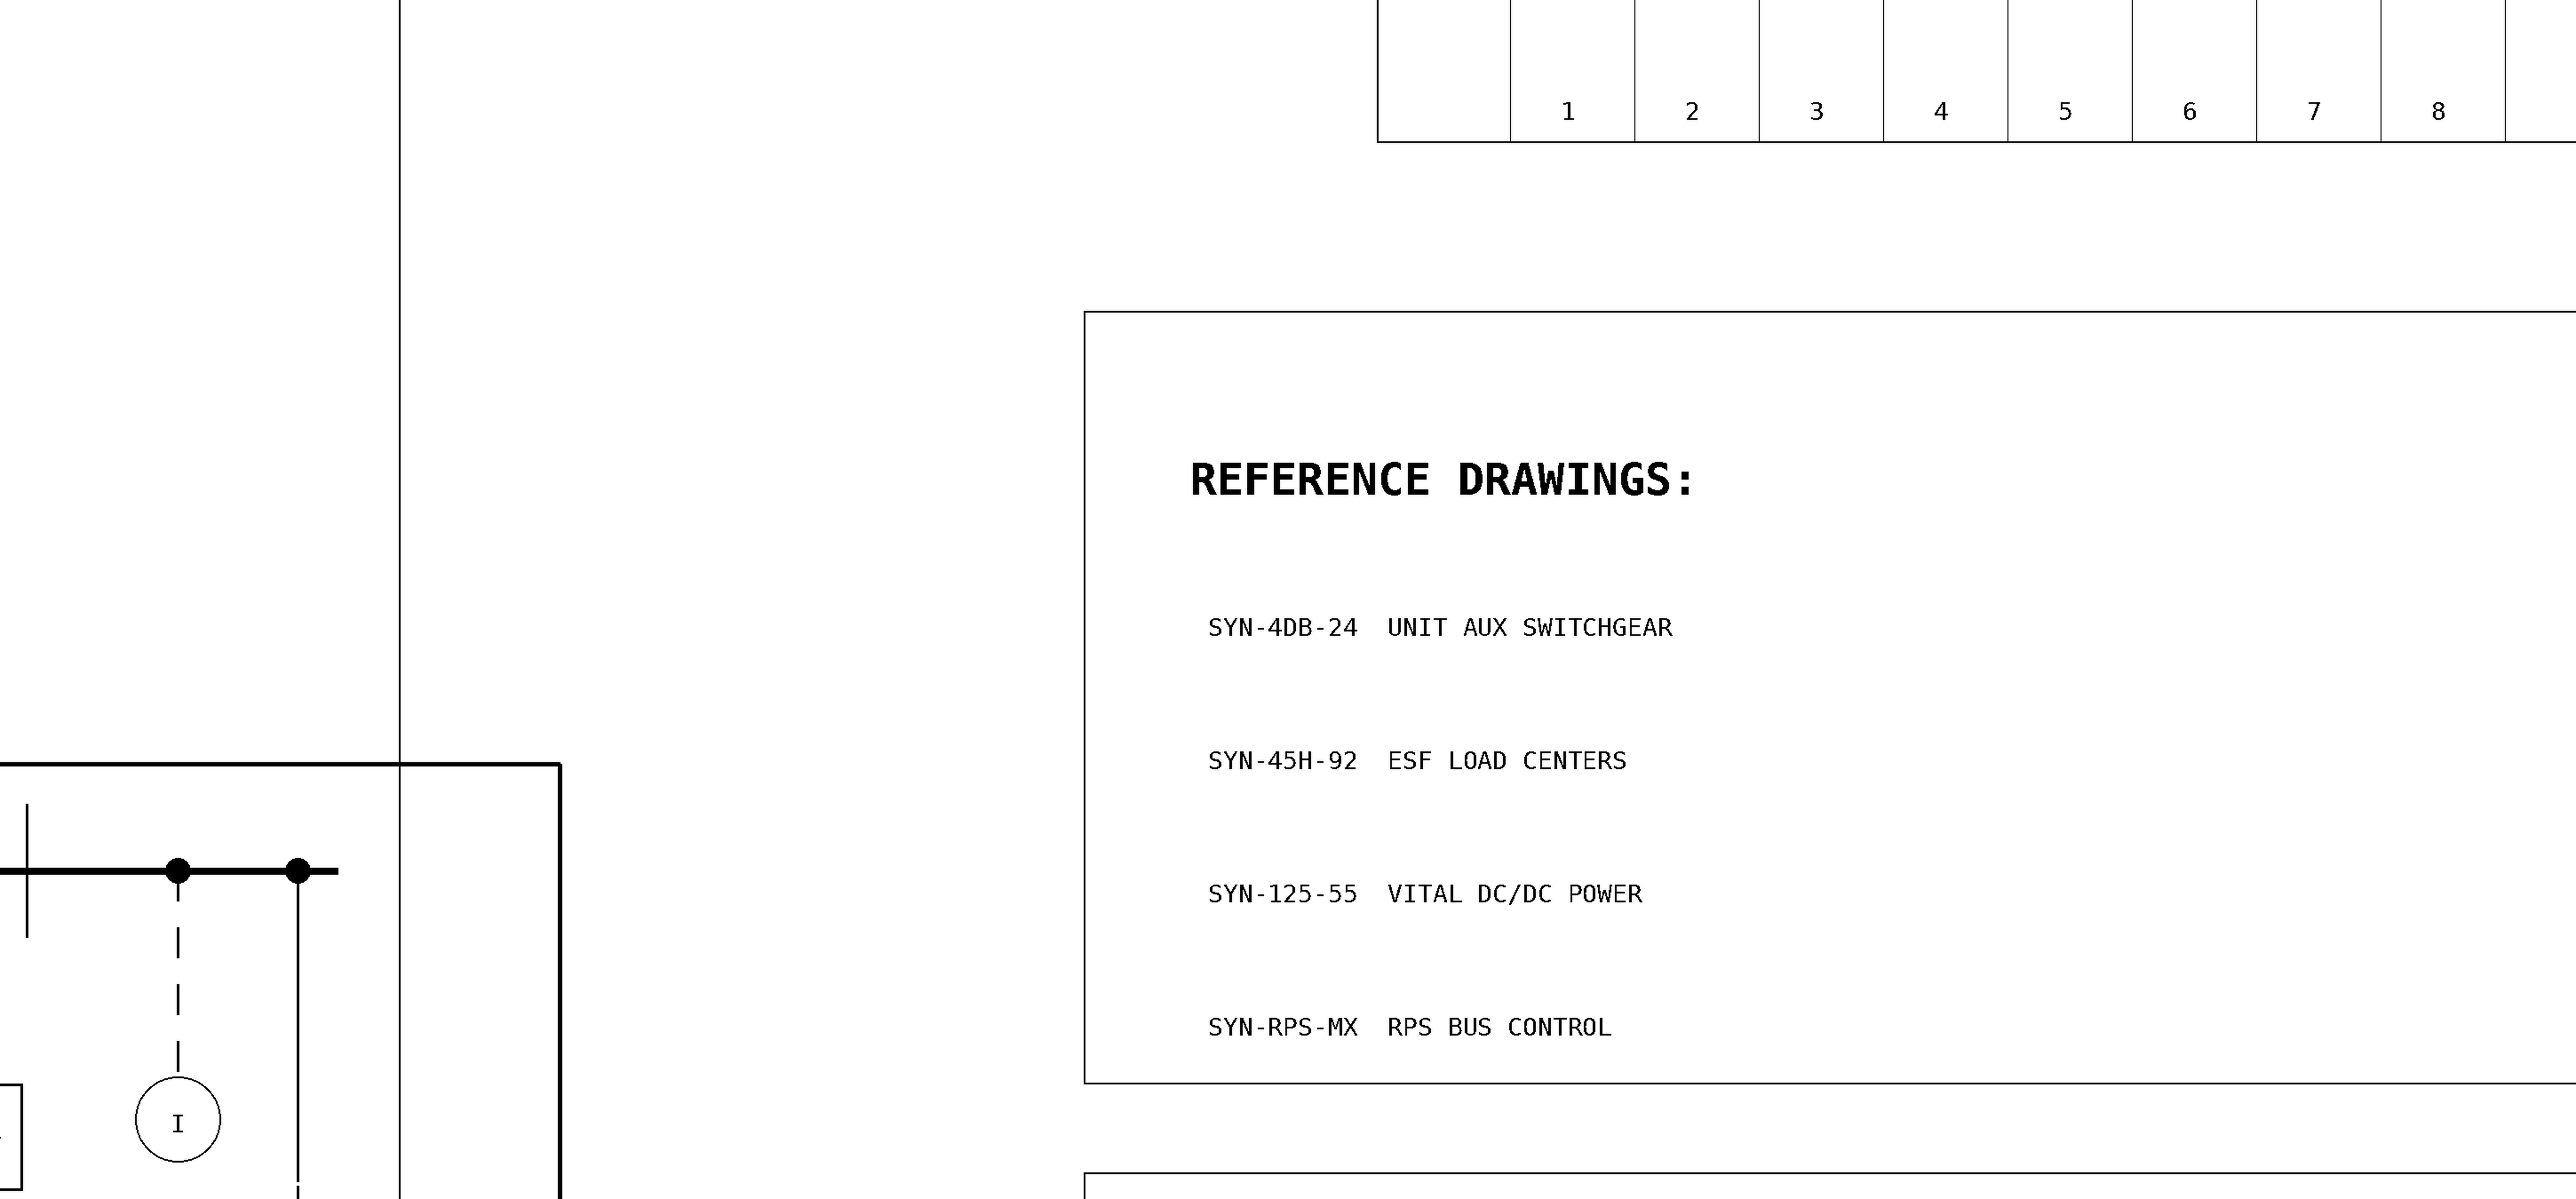 1 2 3 4 5 6 7 8
REFERENCE DRAWINGS:
SYN-4DB-24 UNIT AUX SWITCHGEAR
SYN-45H-92 ESF LOAD CENTERS
SYN-125-55 VITAL DC/DC POWER
SYN-RPS-MX RPS BUS CONTROL
I